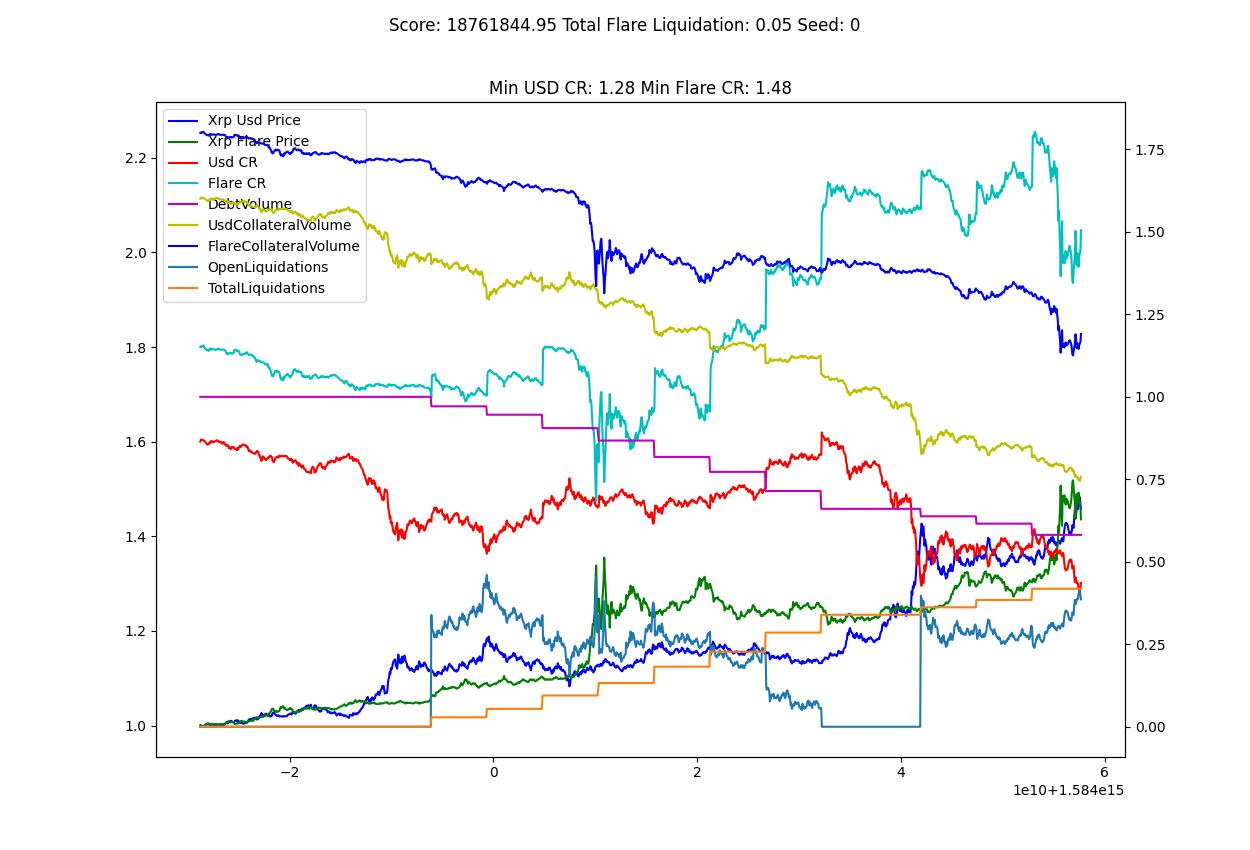 Score: 18761844.95 Total Flare Liquidation: 0.05 Seed: 0
Min USD CR: 1.28 Min Flare CR: 1.48
Xrp Usd Price
Xrp Flare Price
Usd CR
Flare CR
DebtVolume
UsdCollateralVolume
FlareCollateralVolume
OpenLiquidations
TotalLiquidations
2.2
2.0
1.8
1.6
1.4
1.2
1.0
1.75
1.50
1.25
1.00
0.75
0.50
0.25
0.00
−2 0 2 4 6
1e10+1.584e15